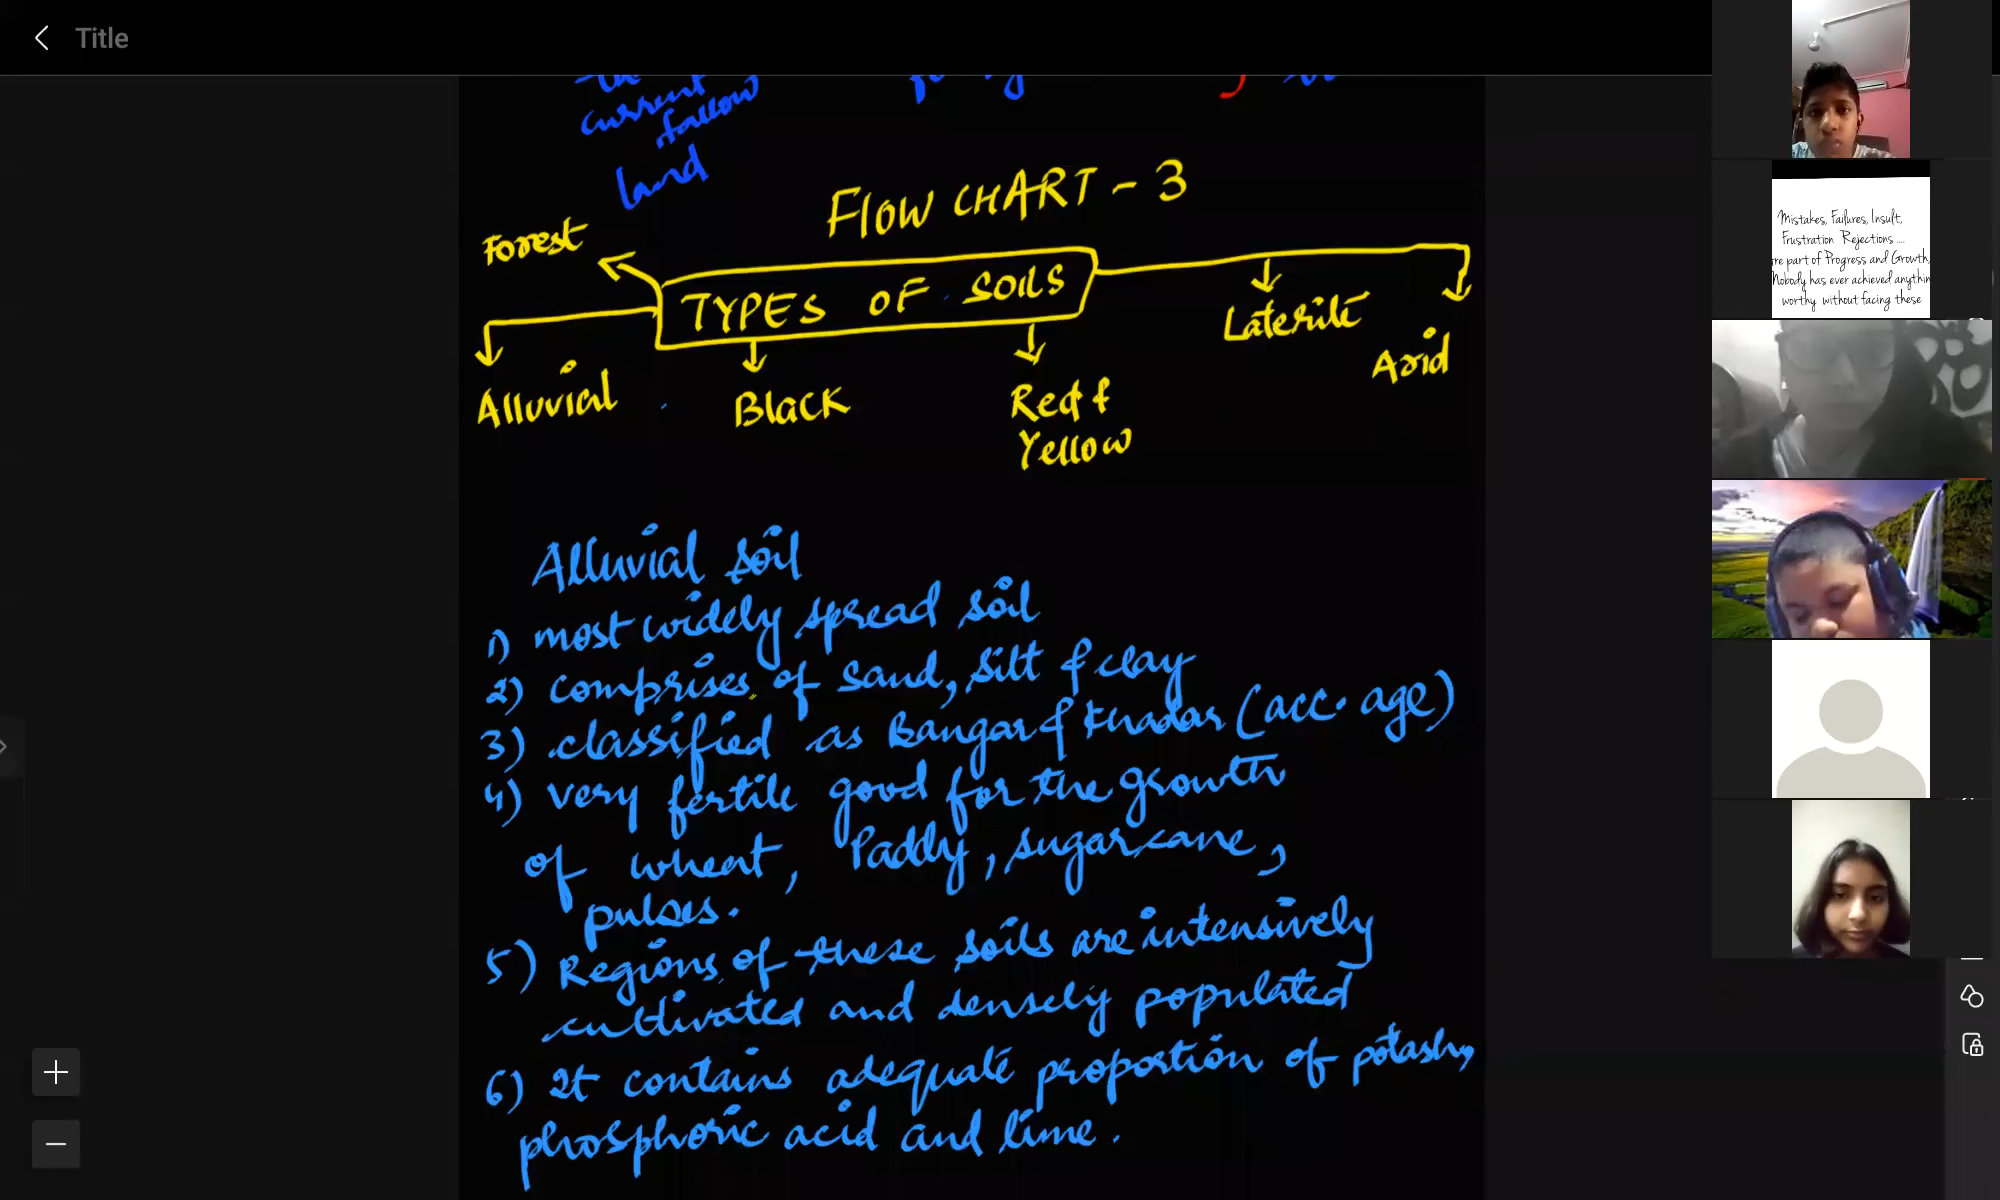 Title
current
fallow
land
FLOW CHART - 3
Forest
TYPES OF SOILS
Laterite
Arid
Alluvial
Black
Red &
Yellow
Alluvial soil
1) most widely spread soil
2) comprises of sand, silt & clay
3) classified as Bangar & Khadar (acc. age)
4) very fertile good for the growth
of wheat, Paddy, sugarcane,
pulses.
5) Regions of these soils are intensively
cultivated and densely populated
6) It contains adequate proportion of potash,
phosphoric acid and lime.
Mistakes, Failures, Insult,
Frustration Rejections ....
re part of Progress and Growth,
Nobody has ever achieved anythin
worthy without facing these